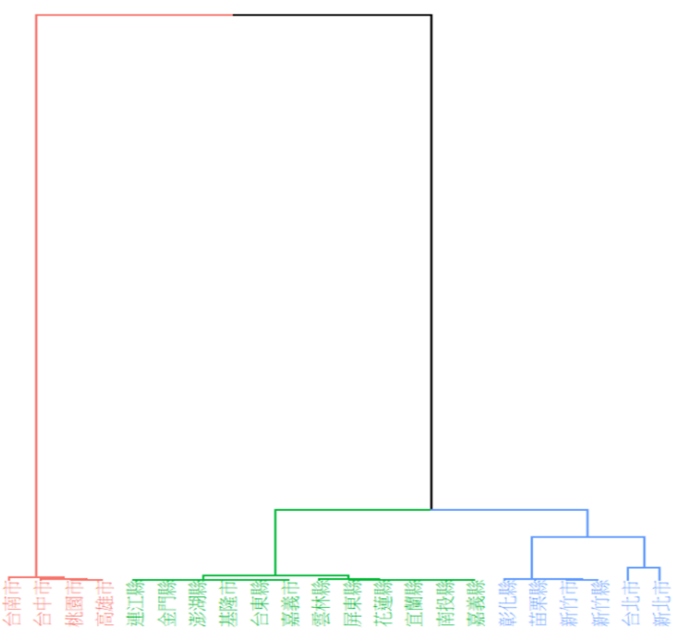 台南市
台中市
桃園市
高雄市
連江縣
金門縣
澎湖縣
基隆市
台東縣
嘉義市
雲林縣
屏東縣
花蓮縣
宜蘭縣
南投縣
嘉義縣
彰化縣
苗栗縣
新竹市
新竹縣
台北市
新北市